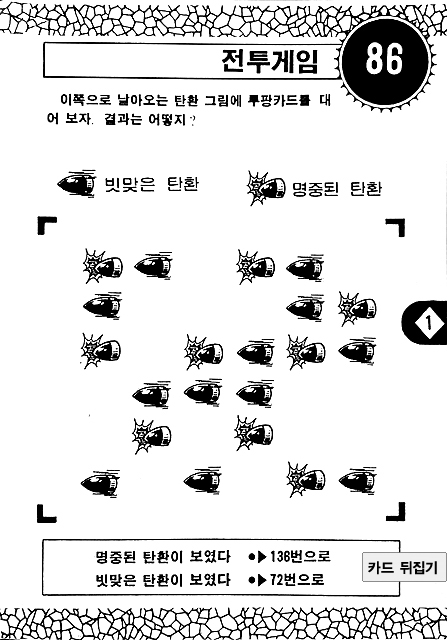 전투게임
86
이쪽으로 날아오는 탄환 그림에 투광카드를 대
어 보자. 결과는 어떻지?
빗맞은 탄환
명중된 탄환
1
명중된 탄환이 보였다 ●▶136번으로
빗맞은 탄환이 보였다 ●▶72번으로
카드 뒤집기